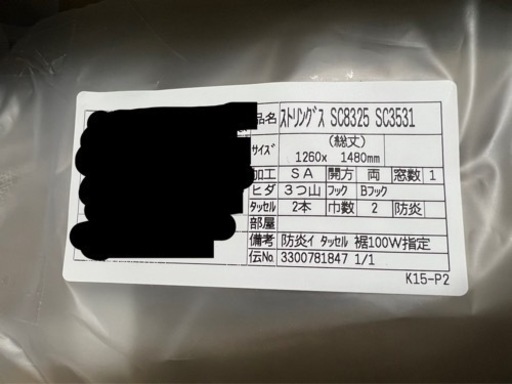 品名 ストリングス SC8325 SC3531
サイズ (総丈)
1260x 1480mm
加工 SA 開方 両 窓数 1
ヒダ 3つ山 フック Bフック
タッセル 2本 巾数 2 防炎
部屋
備考 防炎イ タッセル 裾100W指定
伝No. 3300781847 1/1
K15-P2